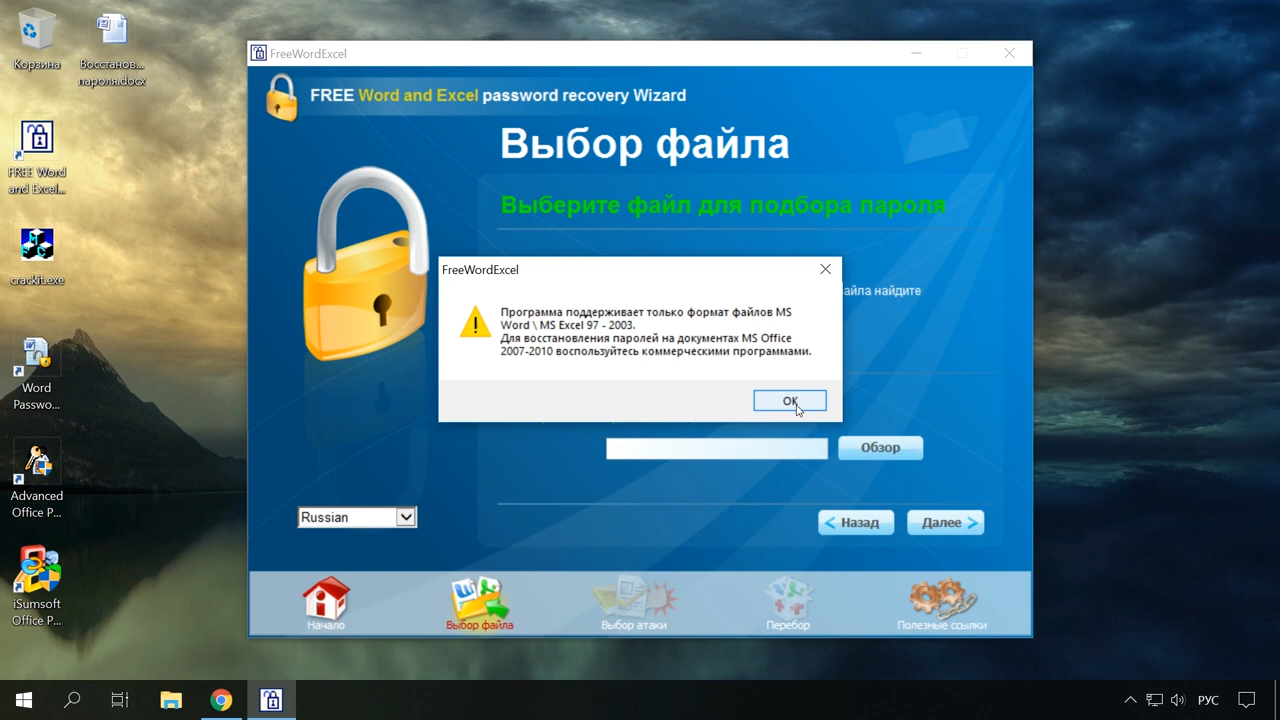 Корзина
Восстанов...
пароля.docx
FREE Word
and Excel...
crackit.exe
Word
Passwo...
Advanced
Office P...
iSumsoft
Office P...
FreeWordExcel
FREE Word and Excel password recovery Wizard
Выбор файла
Выберите файл для подбора пароля
айла найдите
FreeWordExcel
Программа поддерживает только формат файлов MS
Word \ MS Excel 97 - 2003.
Для восстановления паролей на документах MS Office
2007-2010 воспользуйтесь коммерческими программами.
OK
Обзор
Russian
< Назад
Далее >
Начало
Выбор файла
Выбор атаки
Перебор
Полезные ссылки
РУС